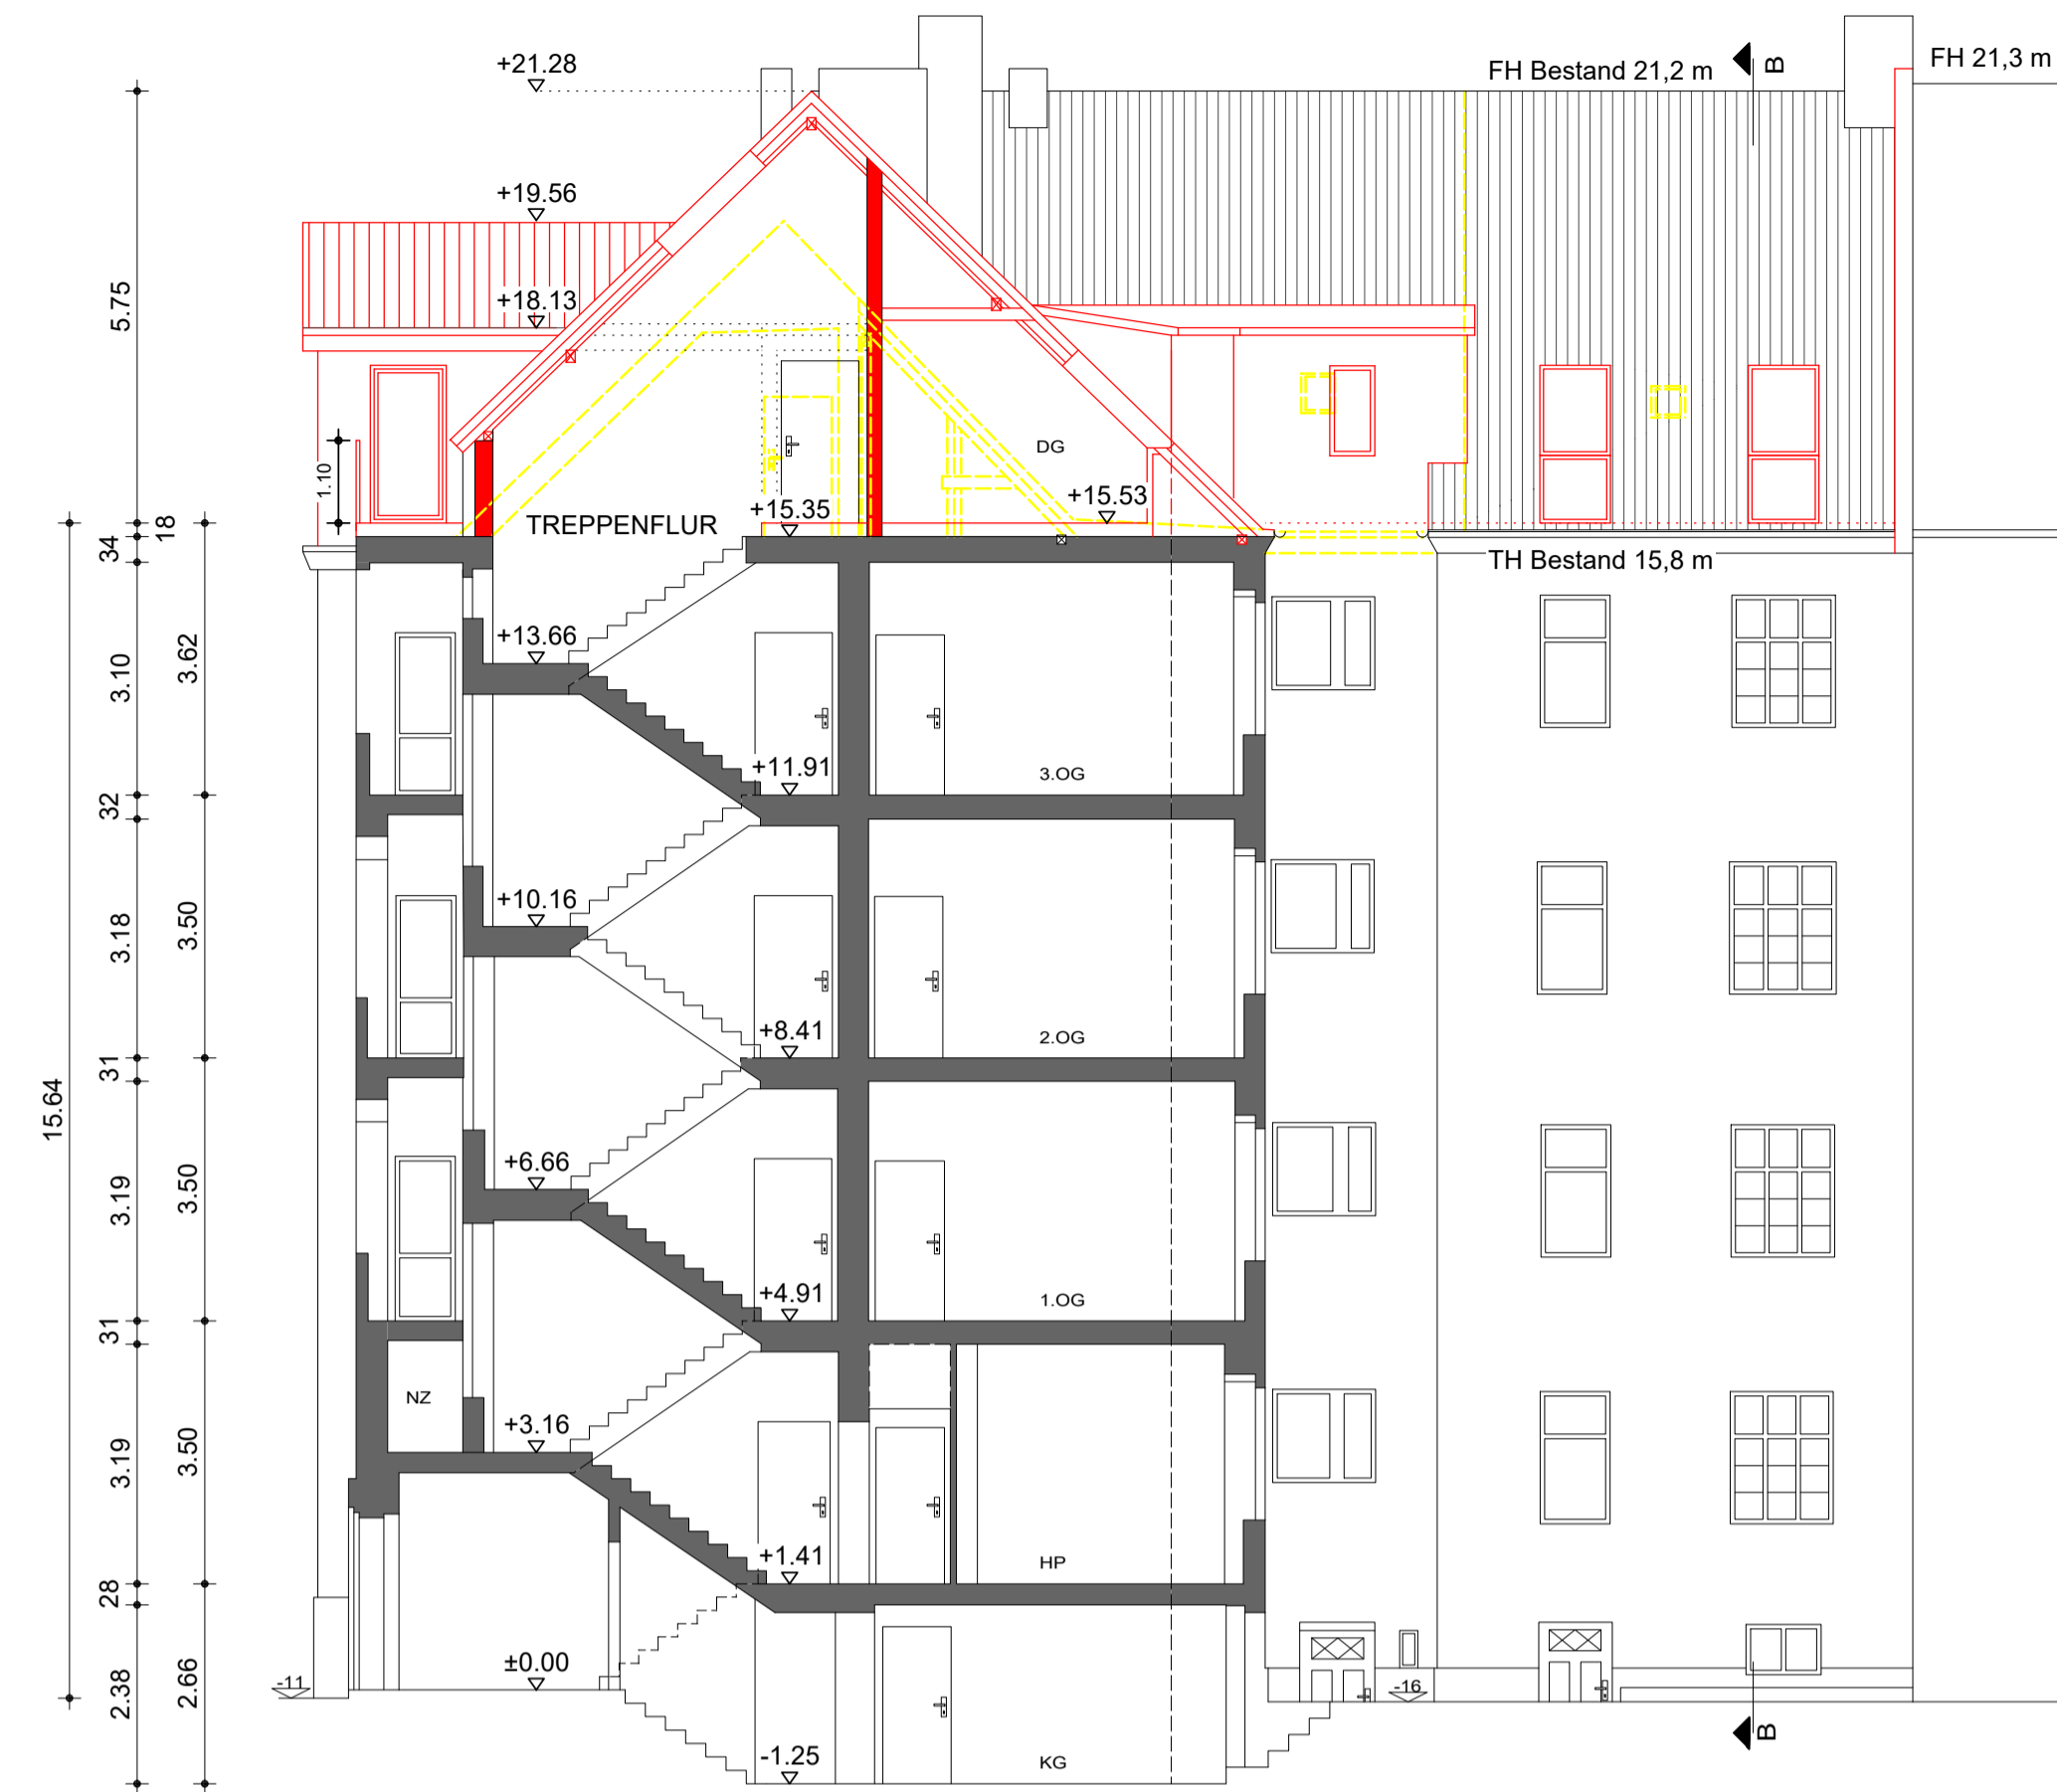 FH 21,3 m
+21.28
FH Bestand 21,2 m
B
+19.56
+18.13
5.75
DG
1.10
+15.53
+15.35
18
TREPPENFLUR
34
TH Bestand 15,8 m
+13.66
3.10
3.62
+11.91
3.OG
32
+10.16
3.18
3.50
+8.41
2.OG
31
15.64
+6.66
3.19
3.50
+4.91
1.OG
31
NZ
+3.16
3.19
3.50
+1.41
HP
28
±0.00
-11
-16
2.38
2.66
B
-1.25
KG